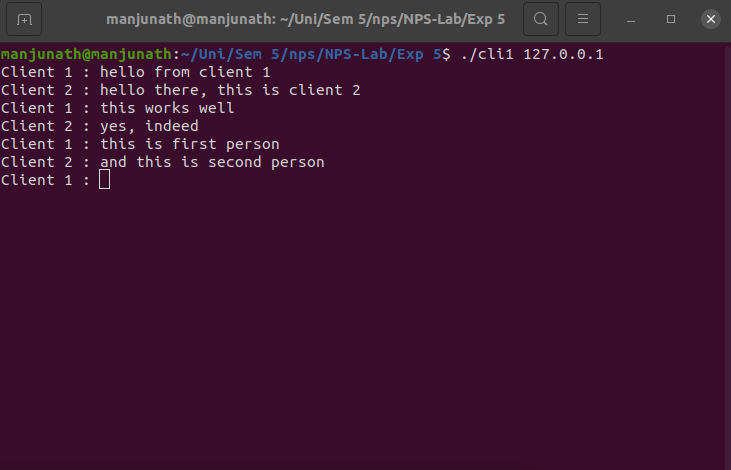 manjunath@manjunath: ~/Uni/Sem 5/nps/NPS-Lab/Exp 5
manjunath@manjunath:~/Uni/Sem 5/nps/NPS-Lab/Exp 5$ ./cli1 127.0.0.1
Client 1 : hello from client 1
Client 2 : hello there, this is client 2
Client 1 : this works well
Client 2 : yes, indeed
Client 1 : this is first person
Client 2 : and this is second person
Client 1 :